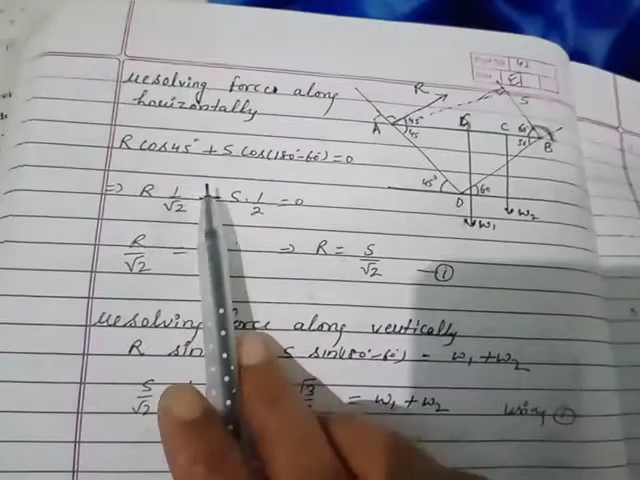 Resolving forces along
horizontally
R cos45° + S cos(180°-60°)=0
⇒ R 1/√2 - S. 1/2 = 0
R/√2 = ⇒ R = S/√2 —①
Resolving force along vertically
R sin S sin(180°-60°) = w₁+w₂
S/√2 √3 = w₁+w₂ using ①
42
R
S
A
45°
45
C
60
B
45°
D
60
w₁
w₂